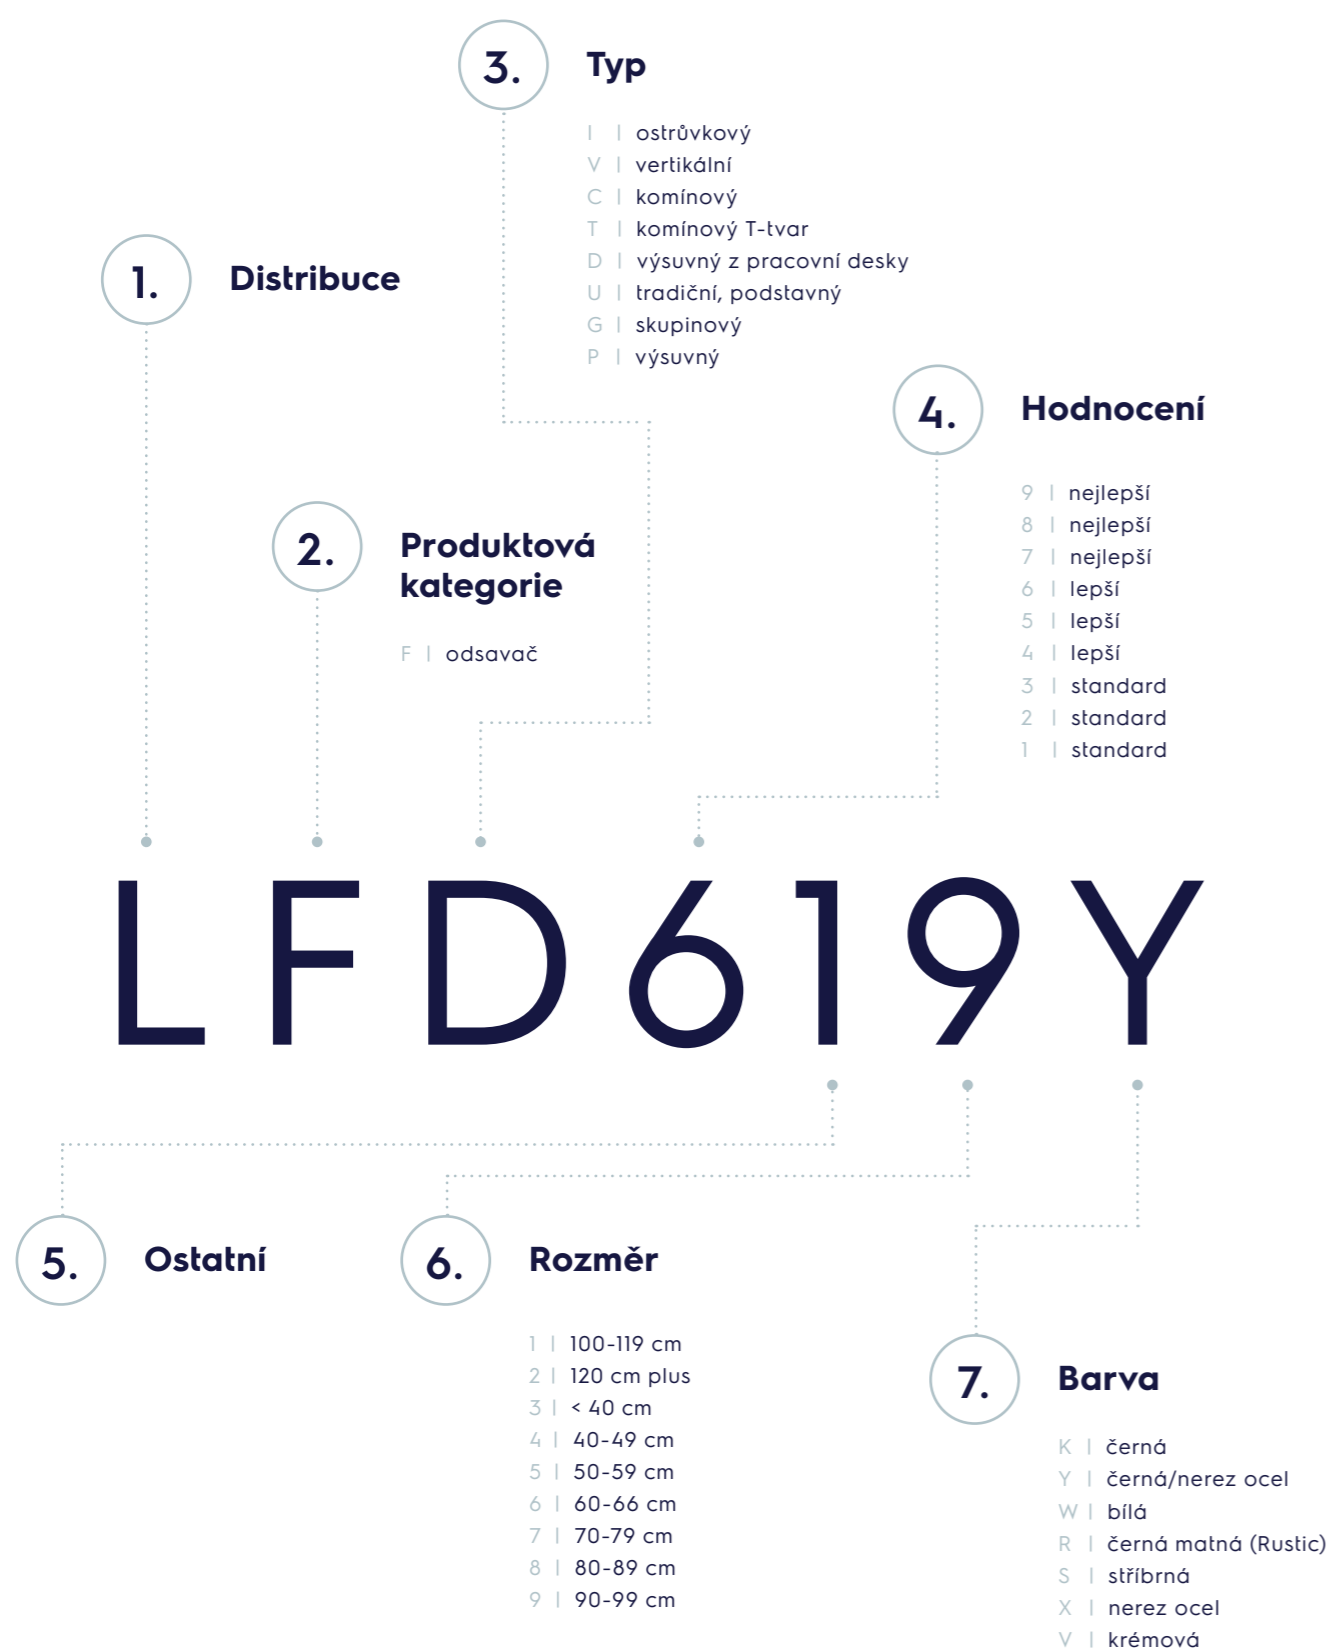 3. Typ
I | ostrůvkový
V | vertikální
C | komínový
T | komínový T-tvar
D | výsuvný z pracovní desky
U | tradiční, podstavný
G | skupinový
P | výsuvný
1. Distribuce
4. Hodnocení
9 | nejlepší
8 | nejlepší
7 | nejlepší
6 | lepší
5 | lepší
4 | lepší
3 | standard
2 | standard
1 | standard
2. Produktová
kategorie
F | odsavač
LFD619Y
5. Ostatní
6. Rozměr
1 | 100-119 cm
2 | 120 cm plus
3 | < 40 cm
4 | 40-49 cm
5 | 50-59 cm
6 | 60-66 cm
7 | 70-79 cm
8 | 80-89 cm
9 | 90-99 cm
7. Barva
K | černá
Y | černá/nerez ocel
W | bílá
R | černá matná (Rustic)
S | stříbrná
X | nerez ocel
V | krémová